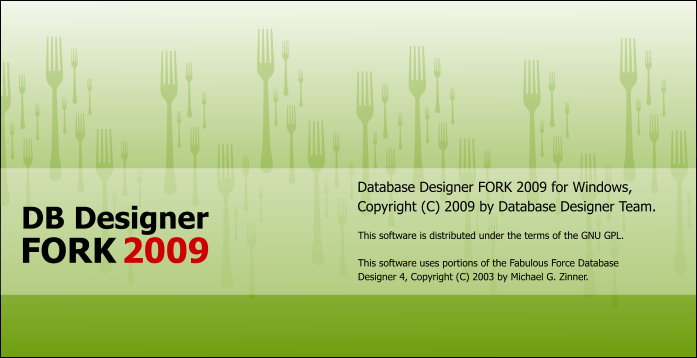 DB Designer
FORK 2009
Database Designer FORK 2009 for Windows,
Copyright (C) 2009 by Database Designer Team.
This software is distributed under the terms of the GNU GPL.
This software uses portions of the Fabulous Force Database
Designer 4, Copyright (C) 2003 by Michael G. Zinner.